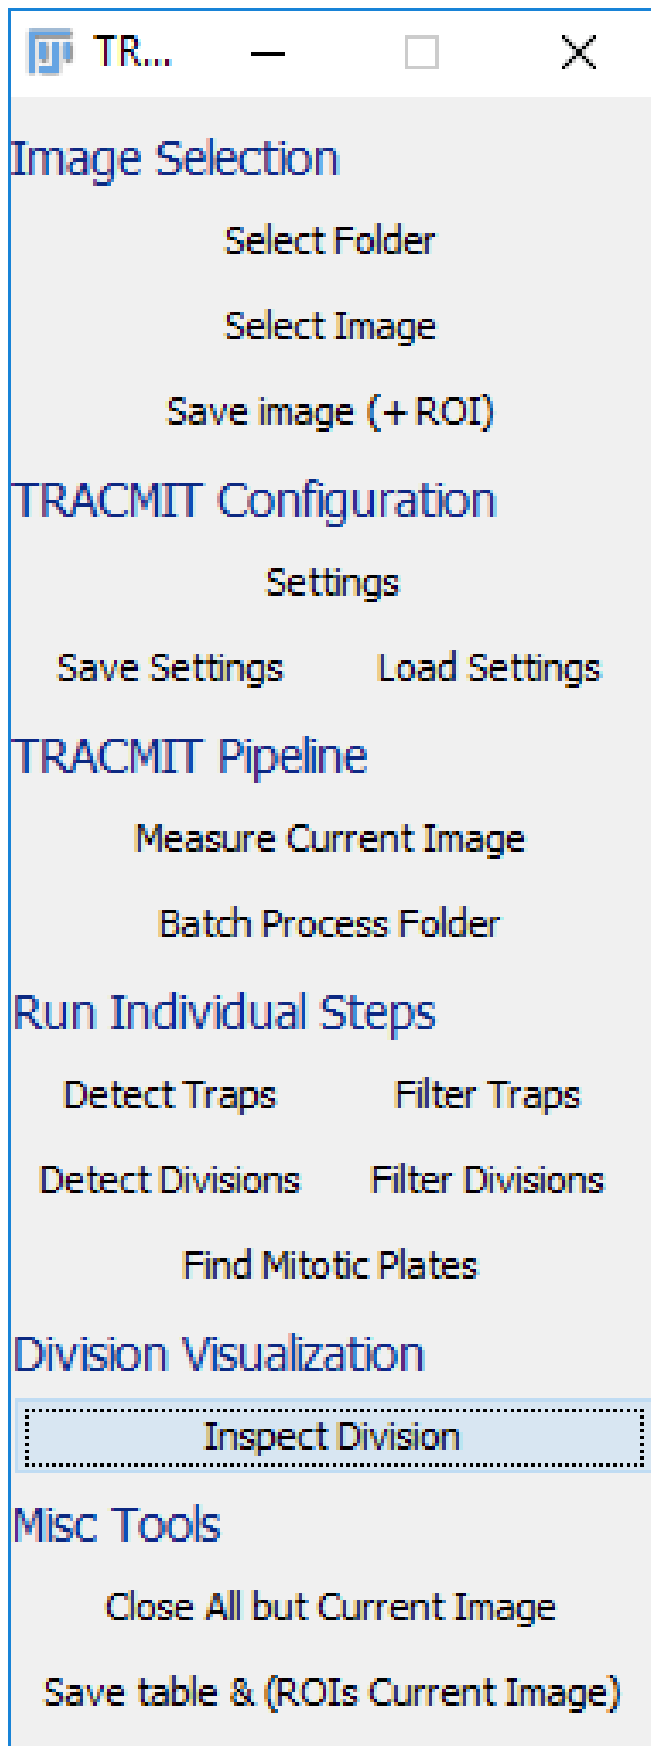 TR...
Image Selection
Select Folder
Select Image
Save image (+ ROI)
TRACMIT Configuration
Settings
Save Settings Load Settings
TRACMIT Pipeline
Measure Current Image
Batch Process Folder
Run Individual Steps
Detect Traps Filter Traps
Detect Divisions Filter Divisions
Find Mitotic Plates
Division Visualization
Inspect Division
Misc Tools
Close All but Current Image
Save table & (ROIs Current Image)